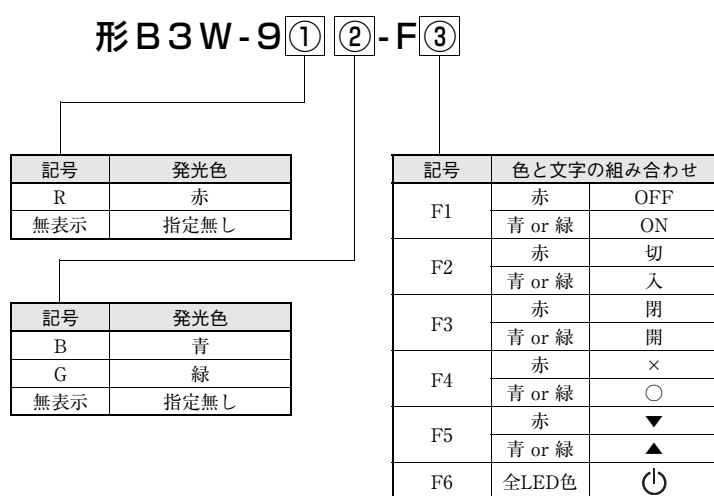 形B3W-9① ②-F③
記号 発光色
R 赤
無表示 指定無し
記号 発光色
B 青
G 緑
無表示 指定無し
記号 色と文字の組み合わせ
F1 赤 OFF
青 or 緑 ON
F2 赤 切
青 or 緑 入
F3 赤 閉
青 or 緑 開
F4 赤 ×
青 or 緑 ○
F5 赤 ▼
青 or 緑 ▲
F6 全LED色 ⏻